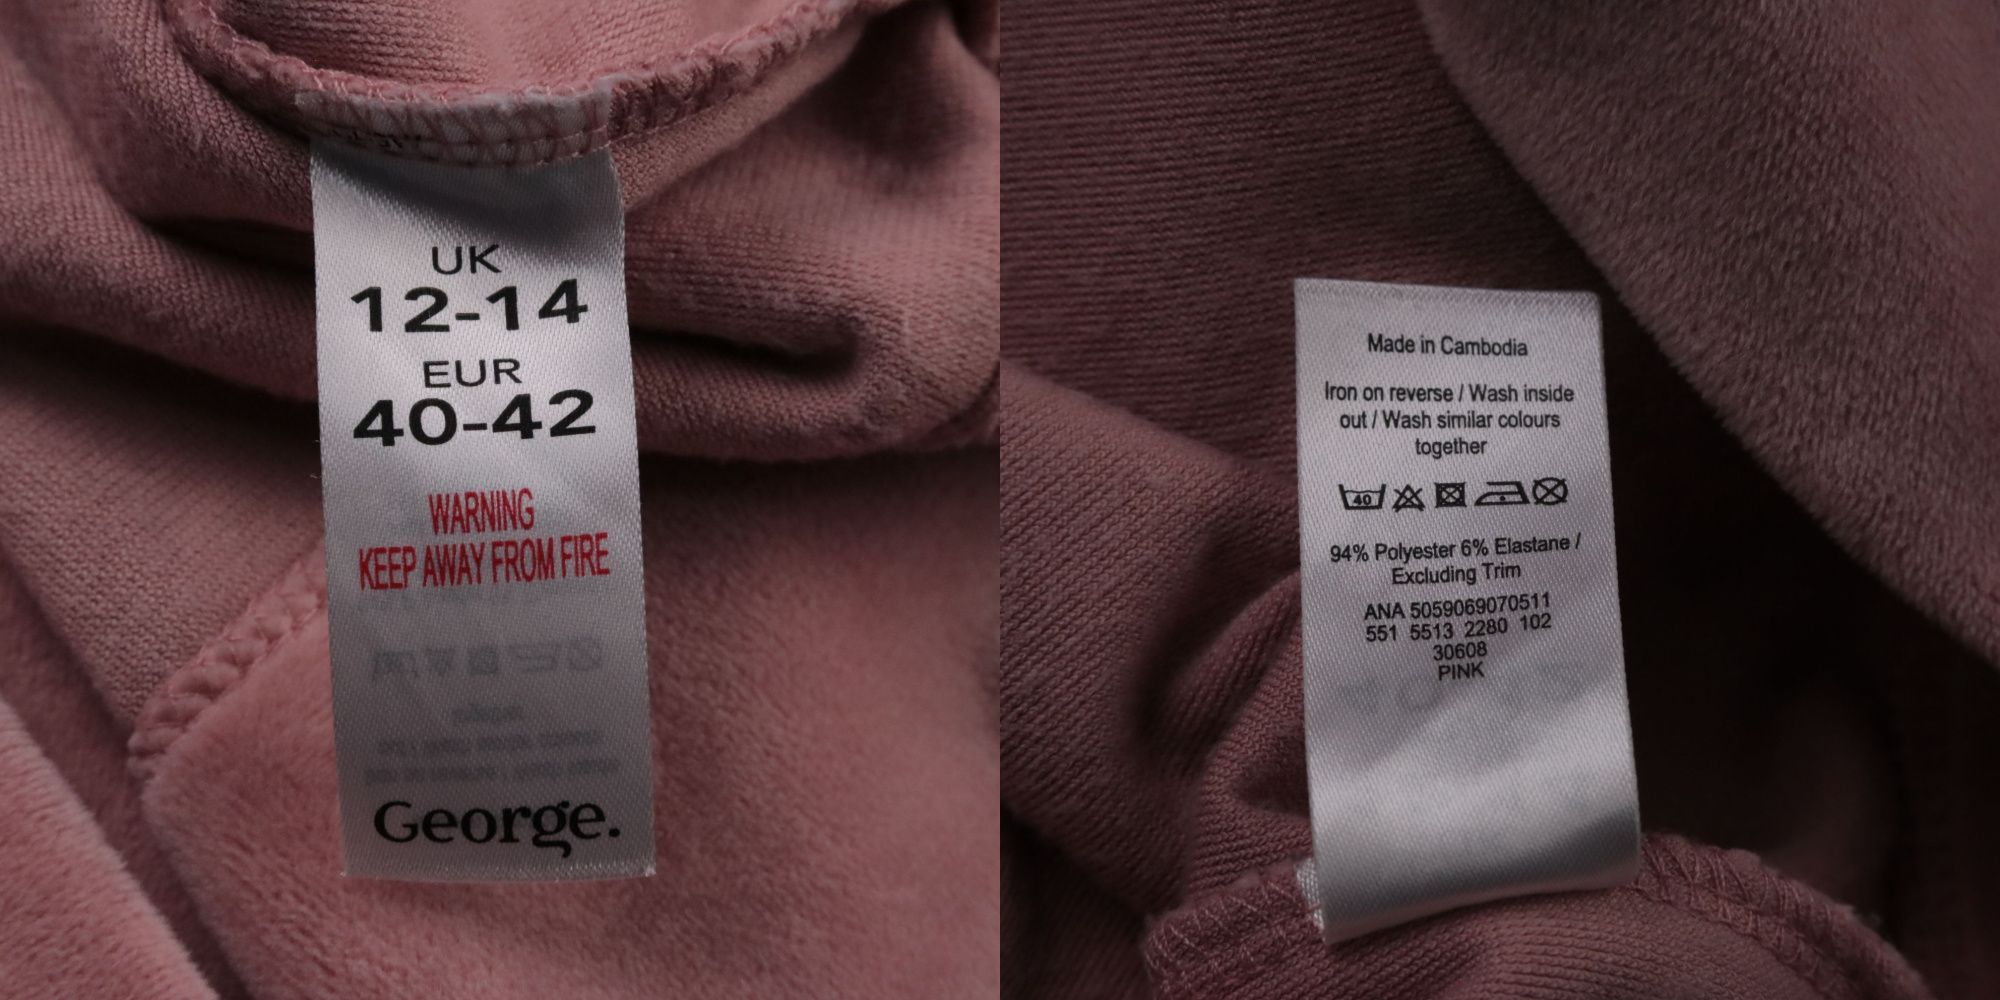 UK
12-14
EUR
40-42
WARNING
KEEP AWAY FROM FIRE
George.
Made in Cambodia
Iron on reverse / Wash inside
out / Wash similar colours
together
40
94% Polyester 6% Elastane /
Excluding Trim
ANA 5059069070511
551 5513 2280 102
30608
PINK